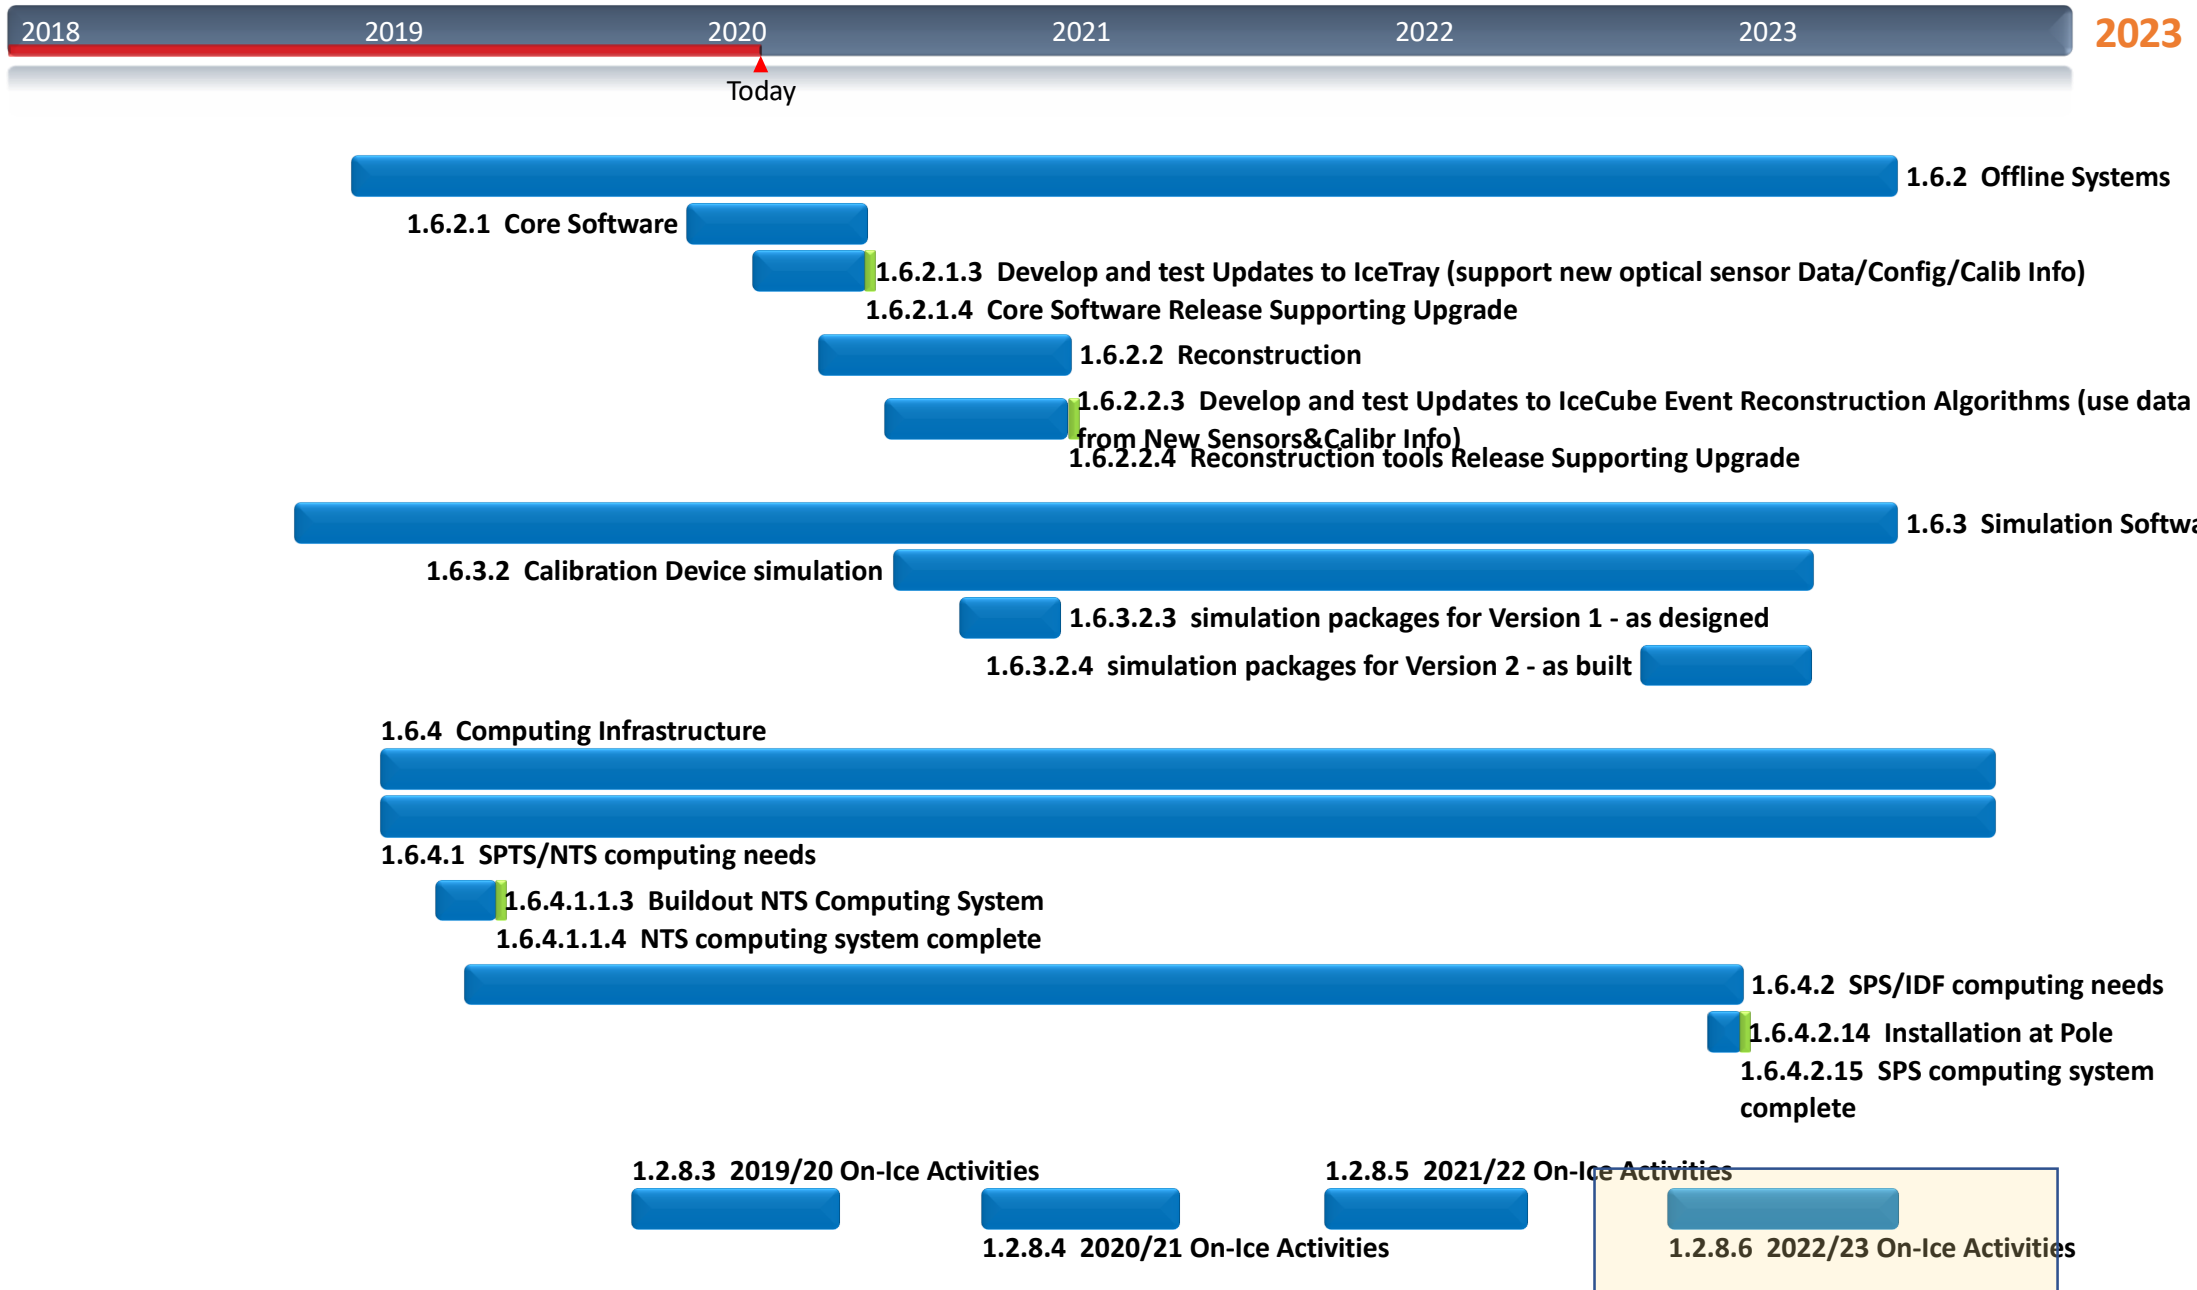 2018 2019 2020 2021 2022 2023 2023
Today
1.6.2 Offline Systems
1.6.2.1 Core Software
1.6.2.1.3 Develop and test Updates to IceTray (support new optical sensor Data/Config/Calib Info)
1.6.2.1.4 Core Software Release Supporting Upgrade
1.6.2.2 Reconstruction
1.6.2.2.3 Develop and test Updates to IceCube Event Reconstruction Algorithms (use data
from New Sensors&Calibr Info)
1.6.2.2.4 Reconstruction tools Release Supporting Upgrade
1.6.3 Simulation Softwa
1.6.3.2 Calibration Device simulation
1.6.3.2.3 simulation packages for Version 1 - as designed
1.6.3.2.4 simulation packages for Version 2 - as built
1.6.4 Computing Infrastructure
1.6.4.1 SPTS/NTS computing needs
1.6.4.1.1.3 Buildout NTS Computing System
1.6.4.1.1.4 NTS computing system complete
1.6.4.2 SPS/IDF computing needs
1.6.4.2.14 Installation at Pole
1.6.4.2.15 SPS computing system
complete
1.2.8.3 2019/20 On-Ice Activities
1.2.8.5 2021/22 On-Ice Activities
1.2.8.4 2020/21 On-Ice Activities
1.2.8.6 2022/23 On-Ice Activities